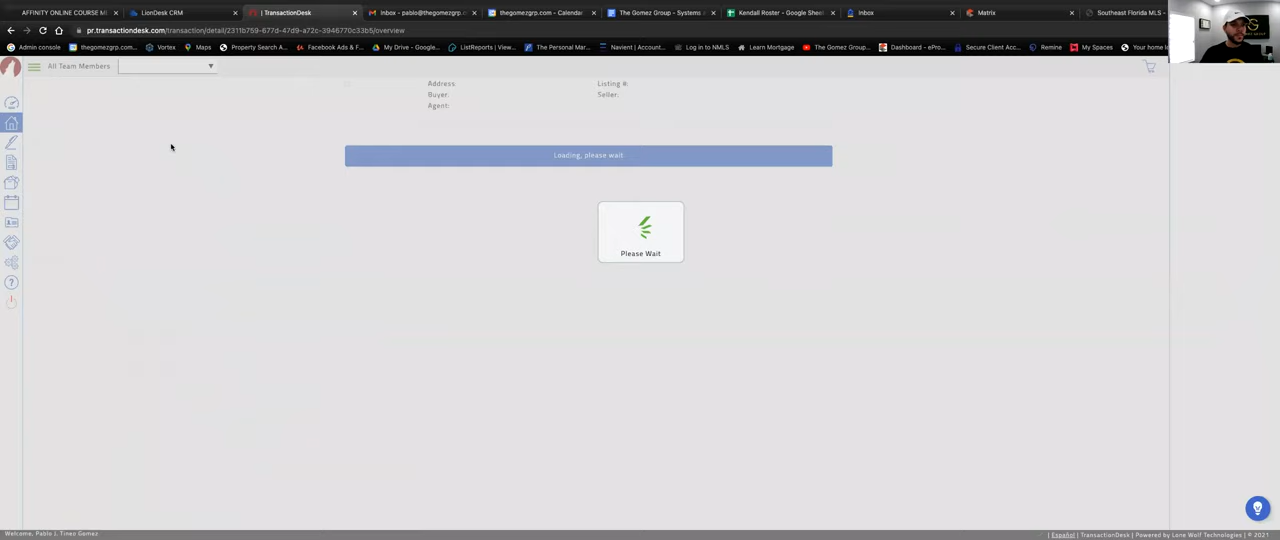 AFFINITY ONLINE COURSE M
LionDesk CRM
| TransactionDesk
Inbox - pablo@thegomezgrp.c
thegomezgrp.com - Calendar
The Gomez Group - Systems
Kendall Roster - Google Shee
Inbox
Matrix
Southeast Florida MLS -
pr.transactiondesk.com/transaction/detail/2311b759-677d-47d9-a72c-3946770c33b5/overview
Admin console
thegomezgrp.com...
Vortex
Maps
Property Search A...
Facebook Ads & F...
My Drive - Google...
ListReports | View...
The Personal Mar...
Navient | Account...
Log in to NMLS
Learn Mortgage
The Gomez Group...
Dashboard - ePro...
Secure Client Acc...
Remine
My Spaces
Your home lo
All Team Members
Address:
Listing #:
Buyer:
Seller:
Agent:
Loading, please wait
Please Wait
Welcome, Pablo J. Tineo Gomez
| Español | TransactionDesk | Powered by Lone Wolf Technologies | © 2021